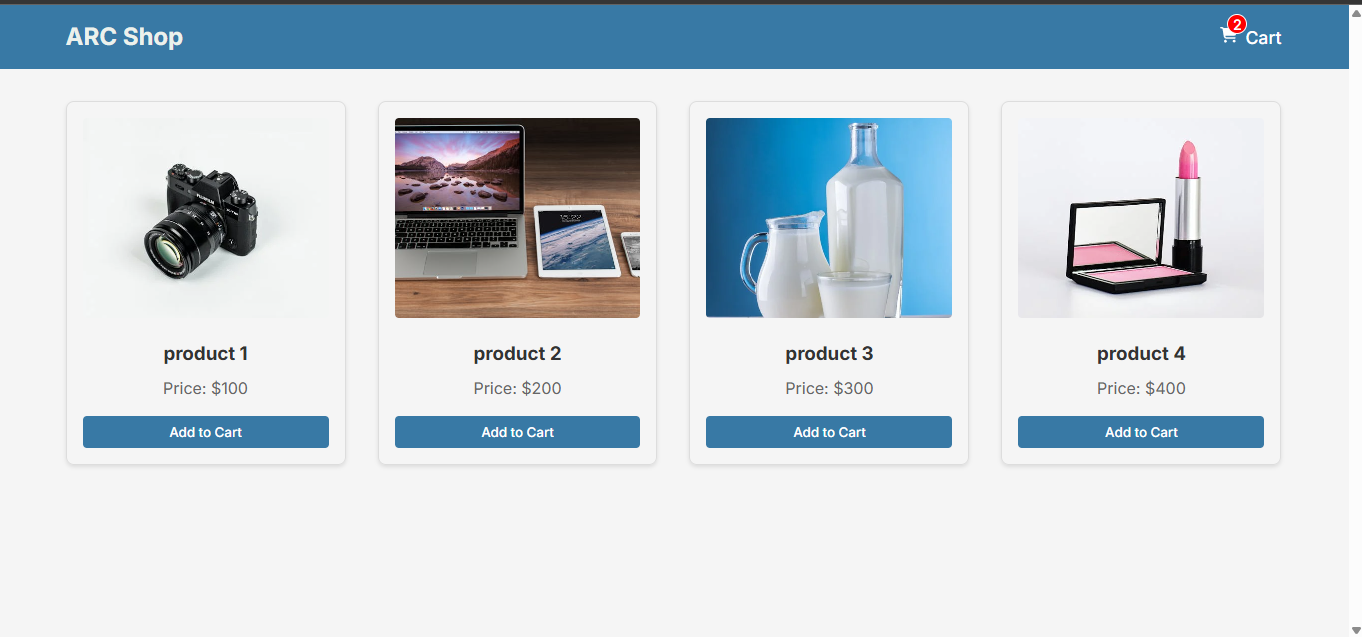 ARC Shop
2
Cart
FUJIFILM
product 1
Price: $100
Add to Cart
product 2
Price: $200
Add to Cart
product 3
Price: $300
Add to Cart
product 4
Price: $400
Add to Cart